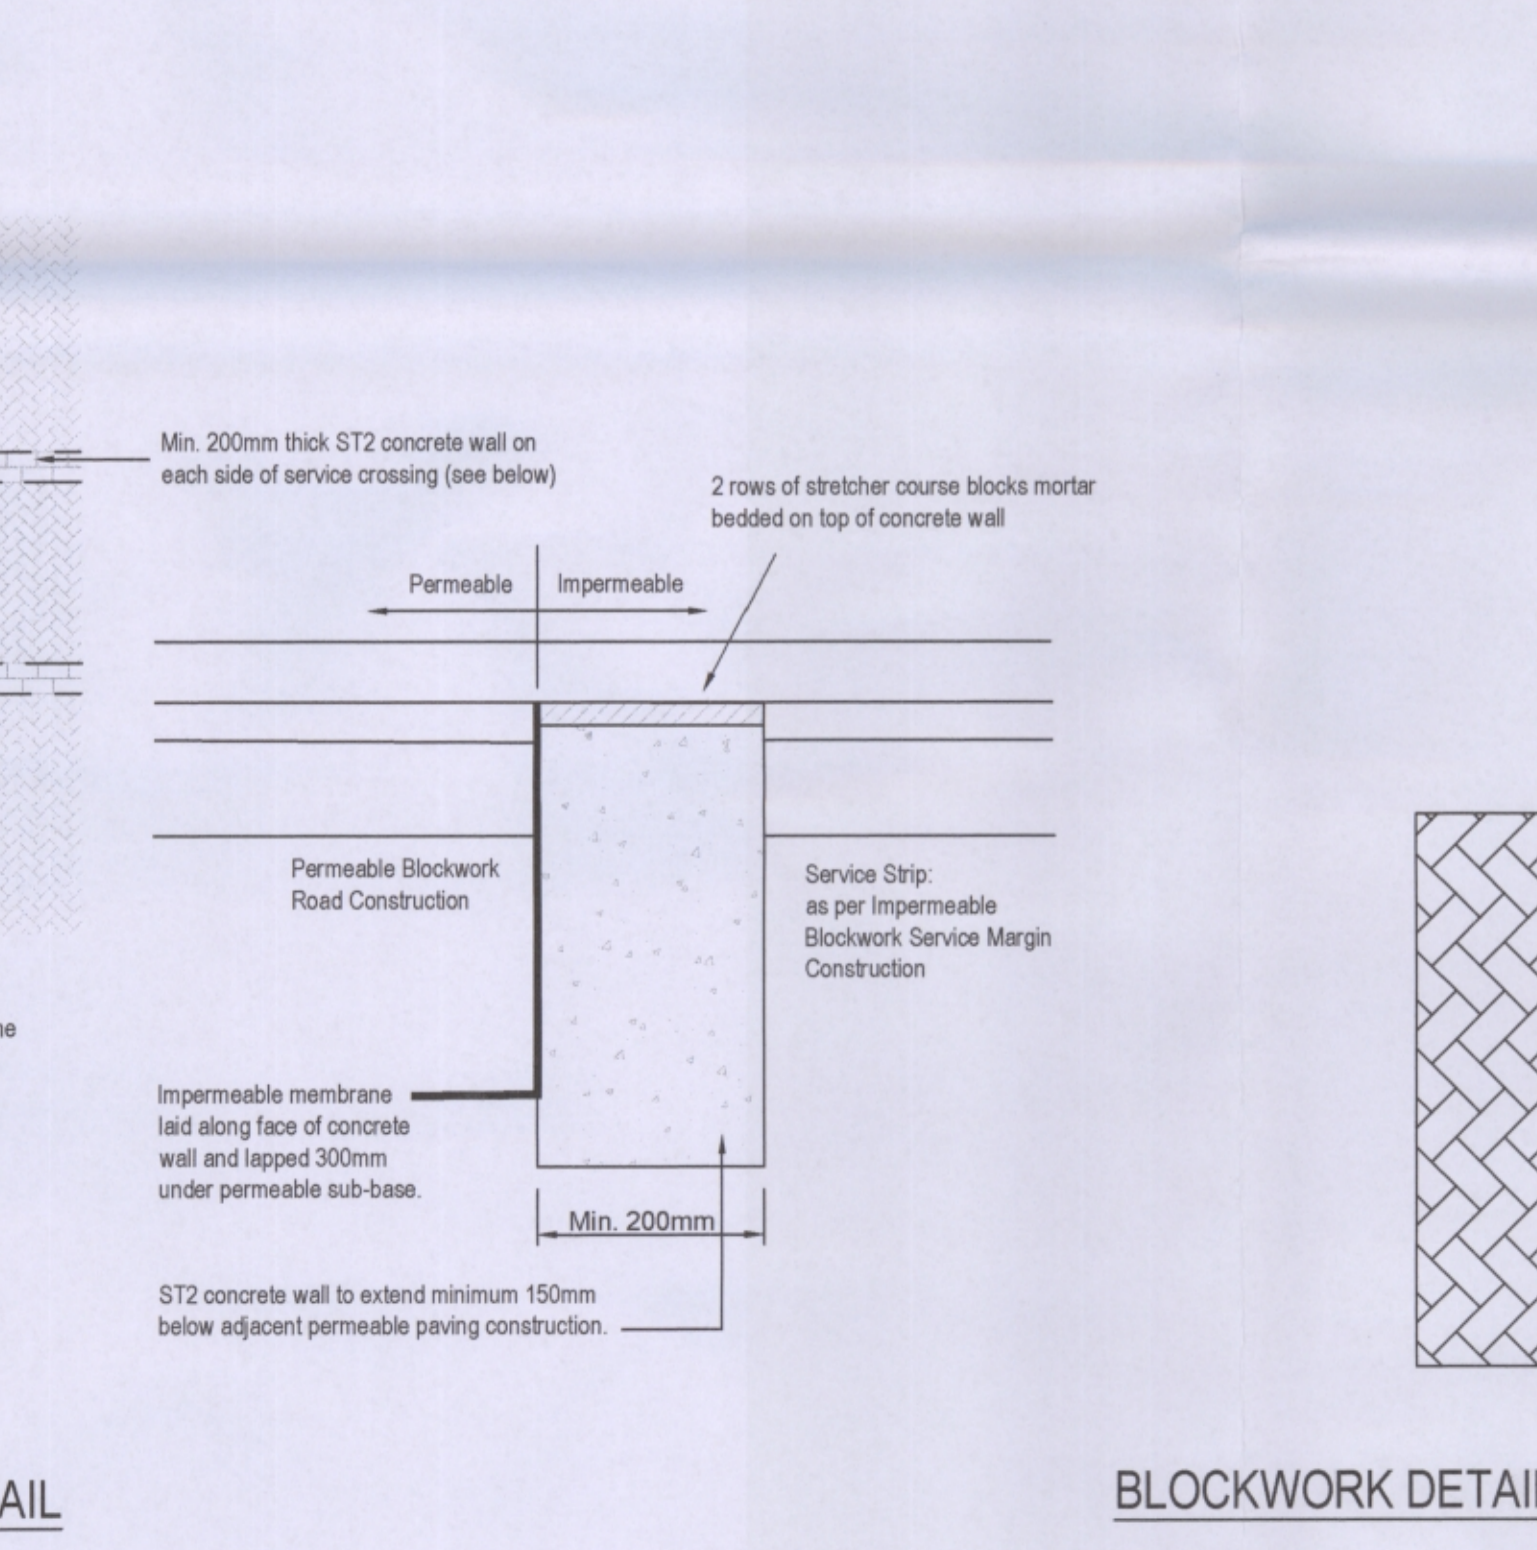 Min. 200mm thick ST2 concrete wall on
each side of service crossing (see below)
2 rows of stretcher course blocks mortar
bedded on top of concrete wall
Permeable
Impermeable
Permeable Blockwork
Road Construction
Service Strip:
as per Impermeable
Blockwork Service Margin
Construction
Impermeable membrane
laid along face of concrete
wall and lapped 300mm
under permeable sub-base.
Min. 200mm
ST2 concrete wall to extend minimum 150mm
below adjacent permeable paving construction.
BLOCKWORK DETAI